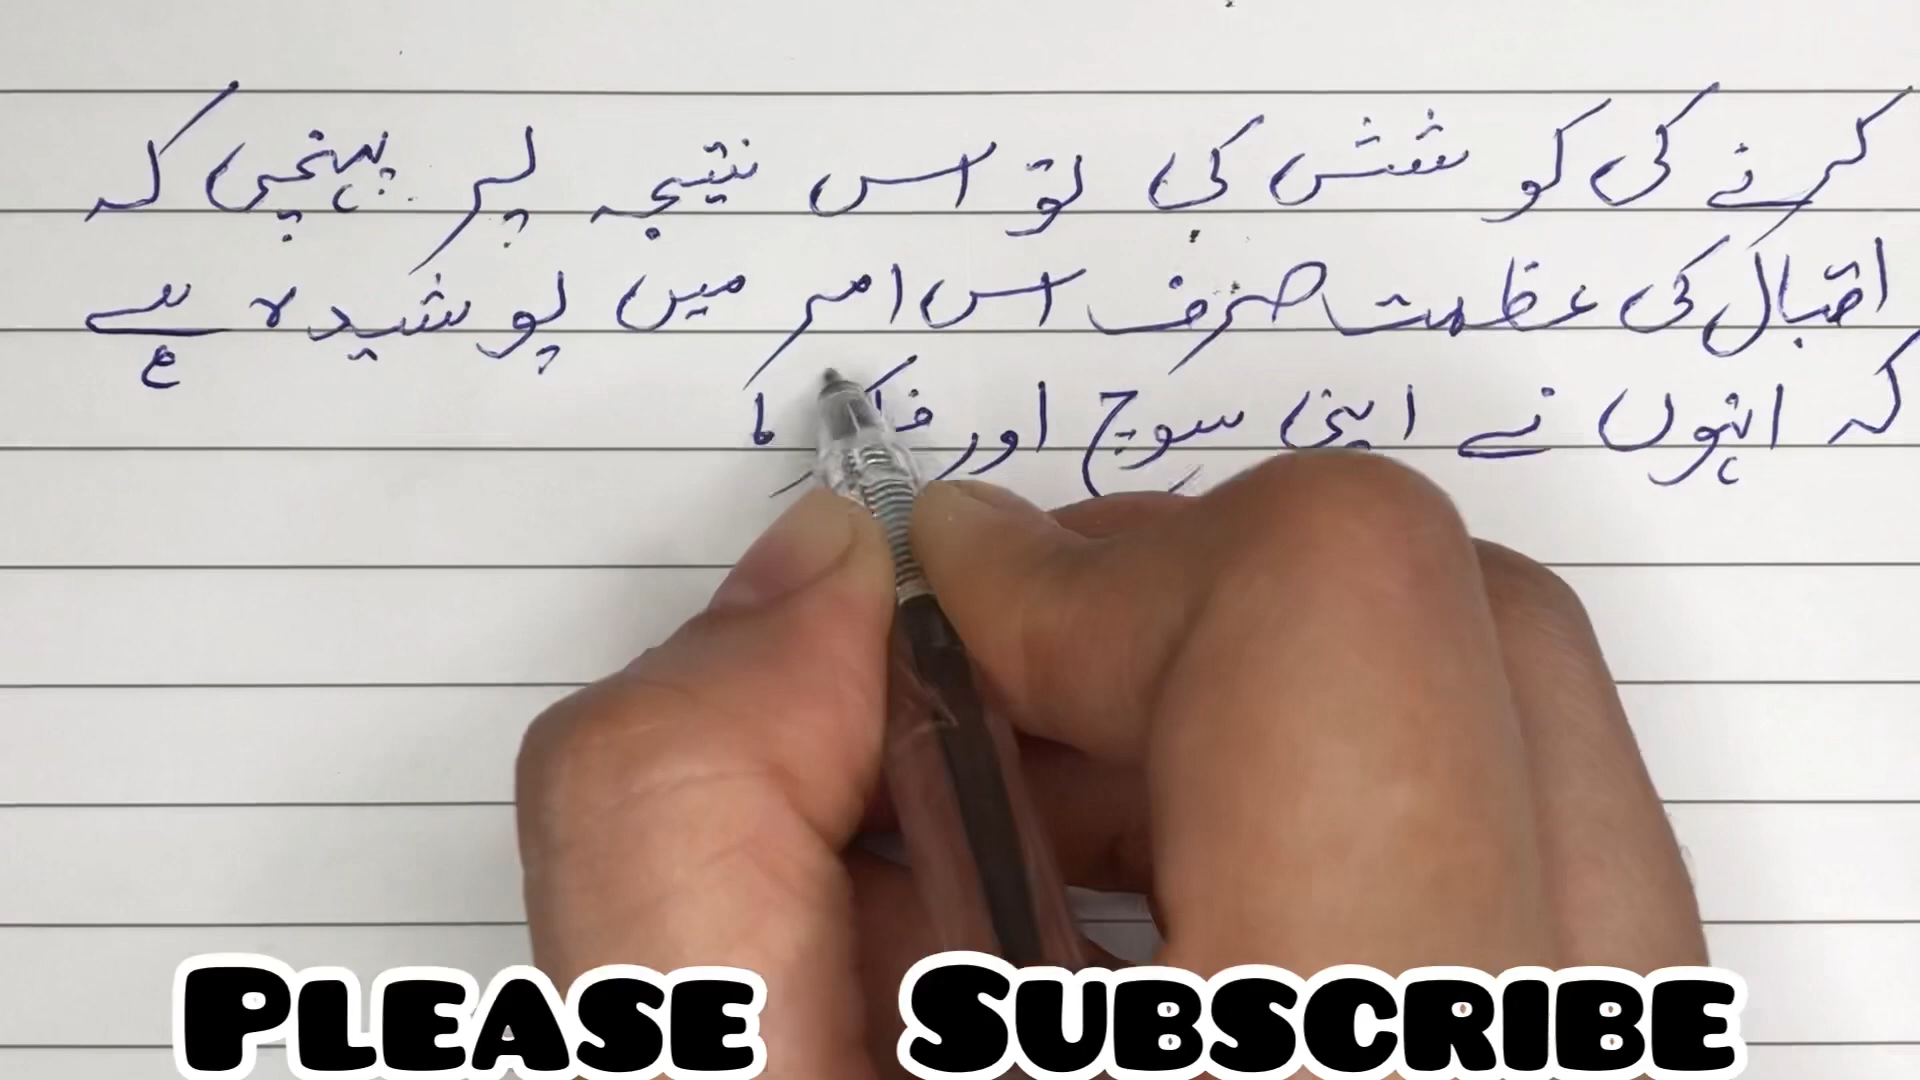 کرنے کی کوشش کی تو اس نتیجہ پر پہنچی کہ
اقبال کی عظمت صرف اس امر میں پوشیدہ ہے
کہ انہوں نے اپنی سوچ اور
PLEASE SUBSCRIBE